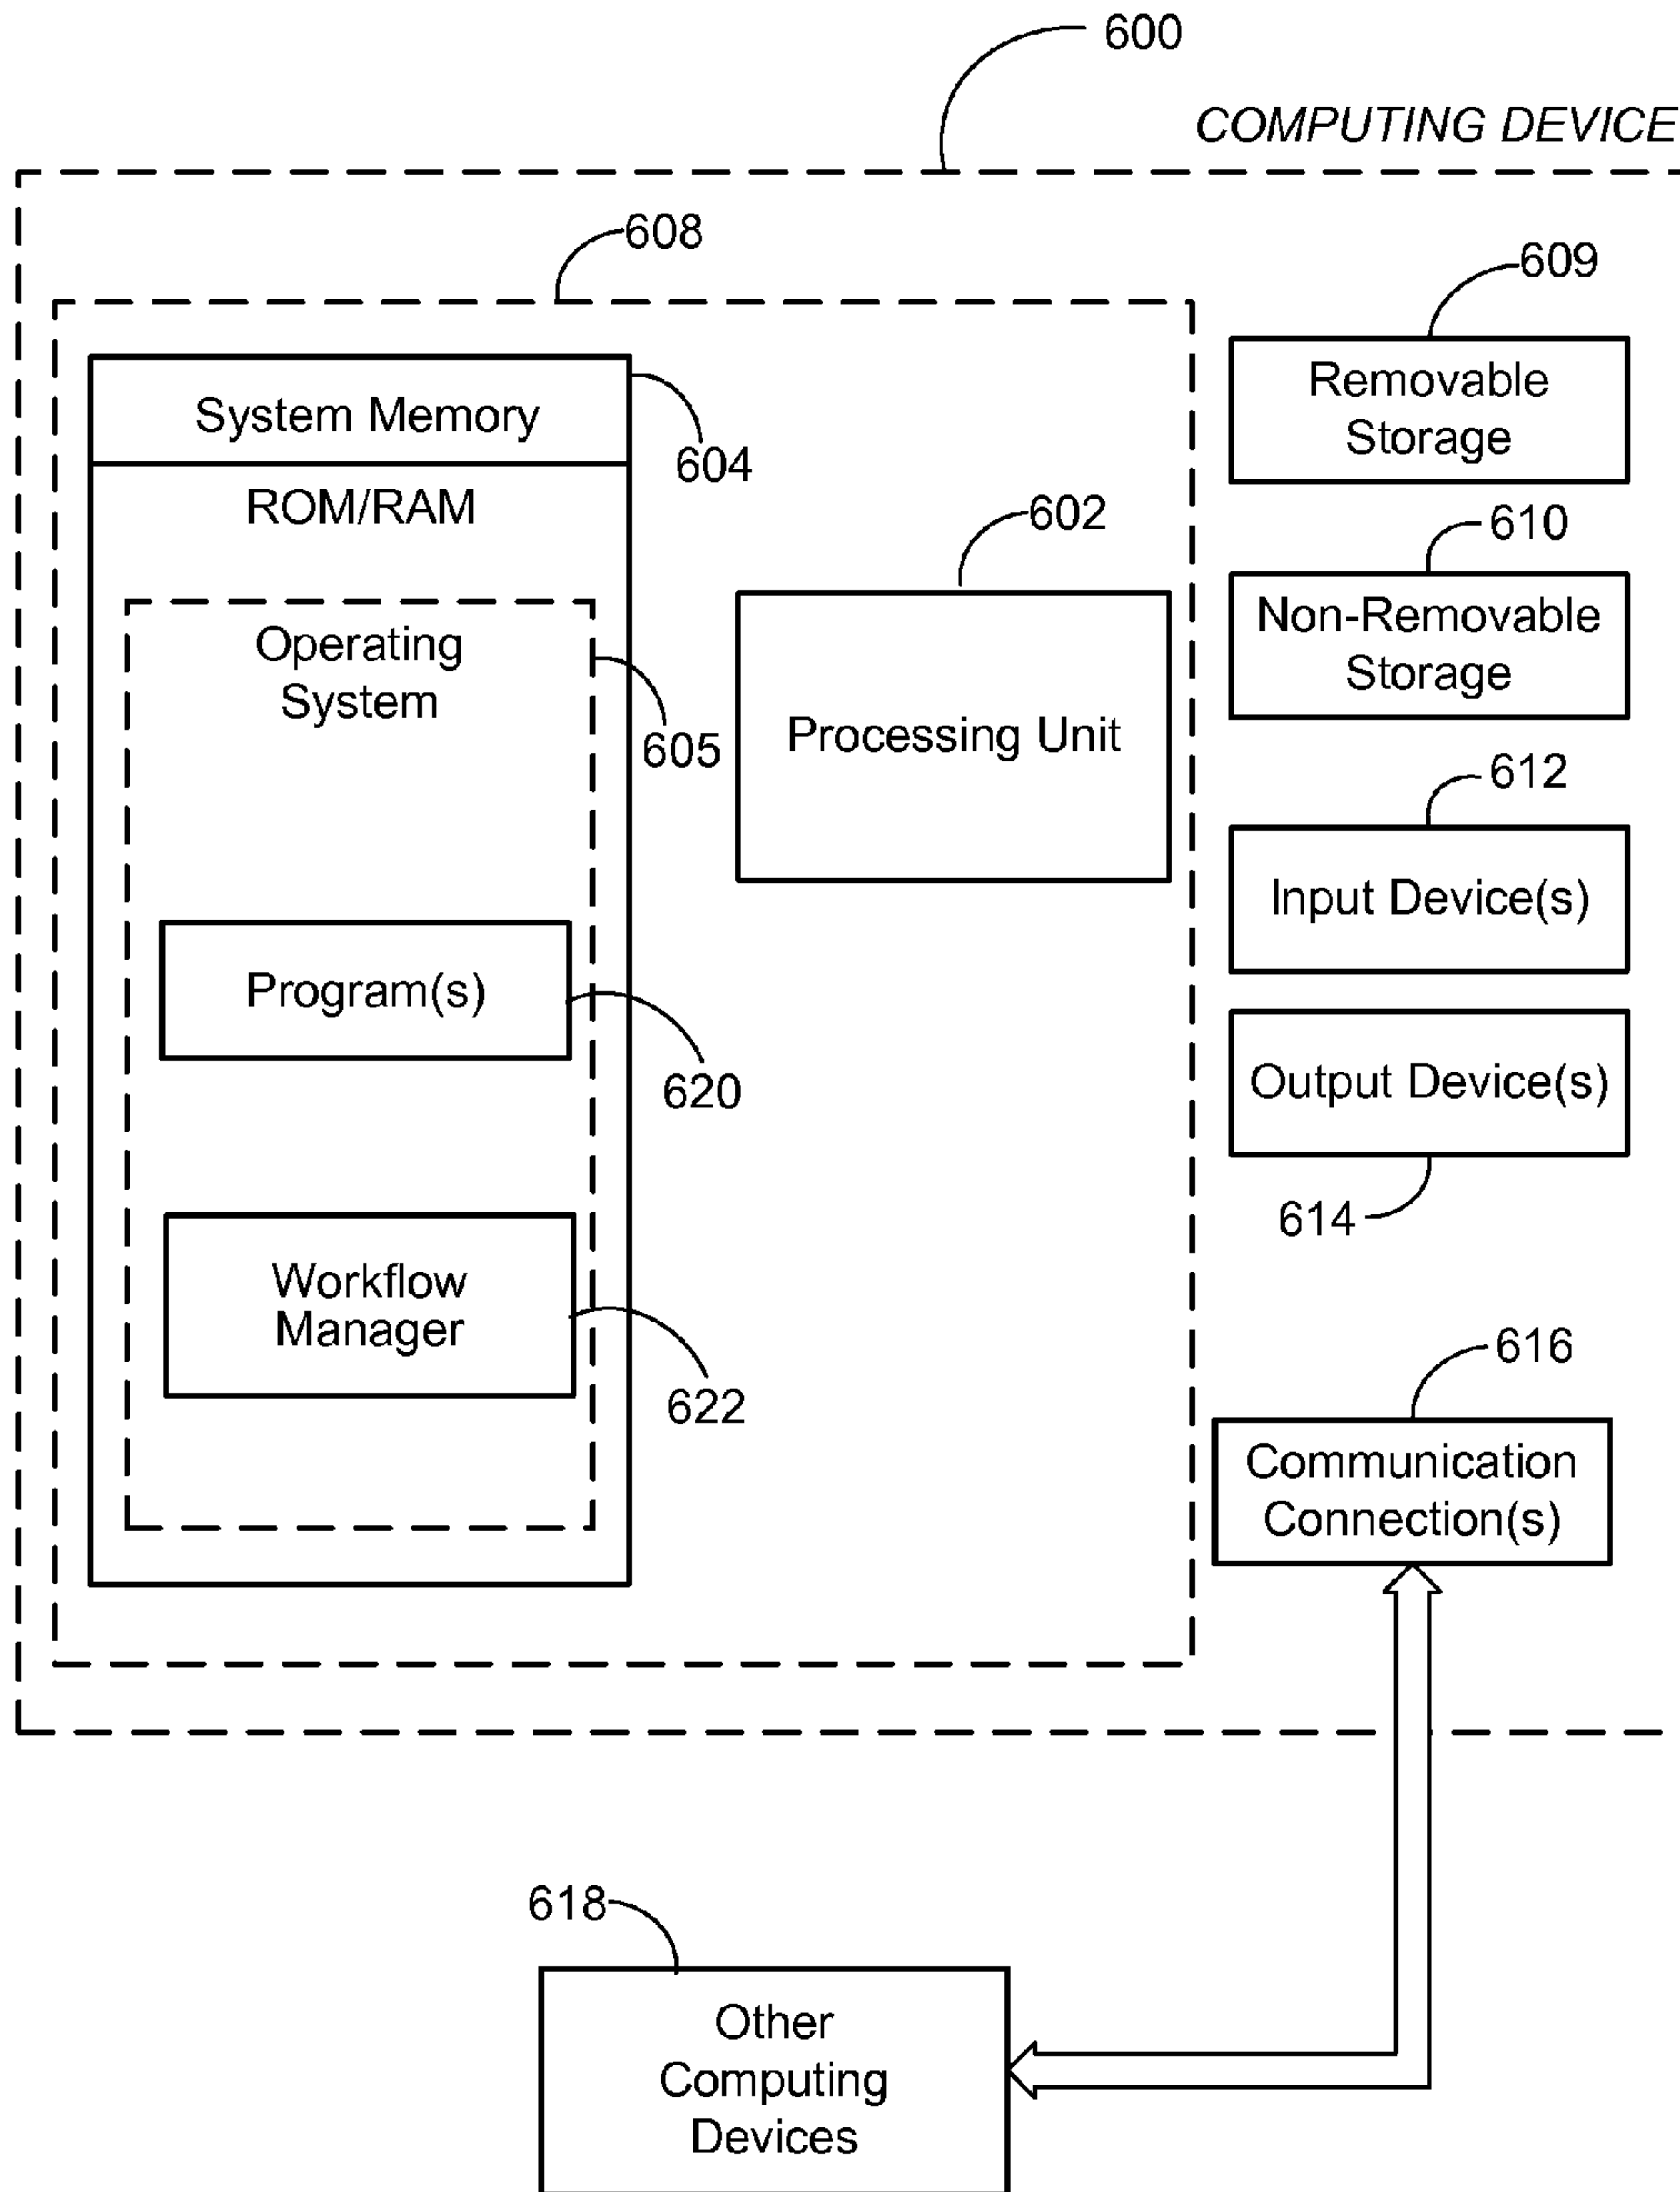 600
COMPUTING DEVICE
608
609
Removable
Storage
System Memory
604
ROM/RAM
602
610
Non-Removable
Storage
Operating
System
605
Processing Unit
612
Input Device(s)
Program(s)
620
Output Device(s)
614
Workflow
Manager
622
616
Communication
Connection(s)
618
Other
Computing
Devices